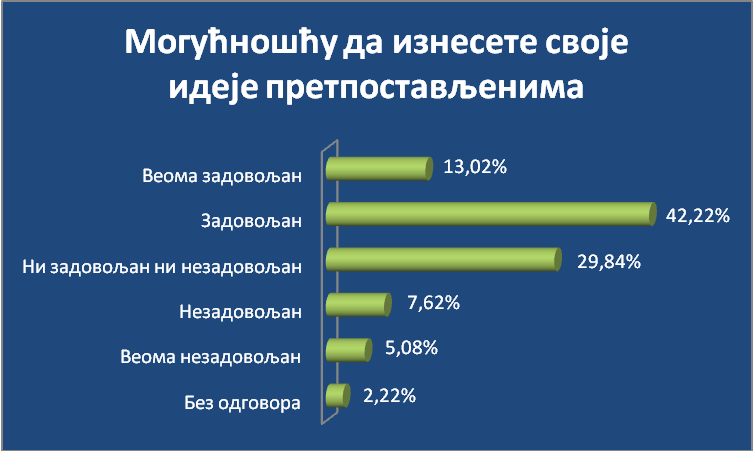 Могућношћу да изнесете своје
идеје претпостављенима
Веома задовољан 13,02%
Задовољан 42,22%
Ни задовољан ни незадовољан 29,84%
Незадовољан 7,62%
Веома незадовољан 5,08%
Без одговора 2,22%